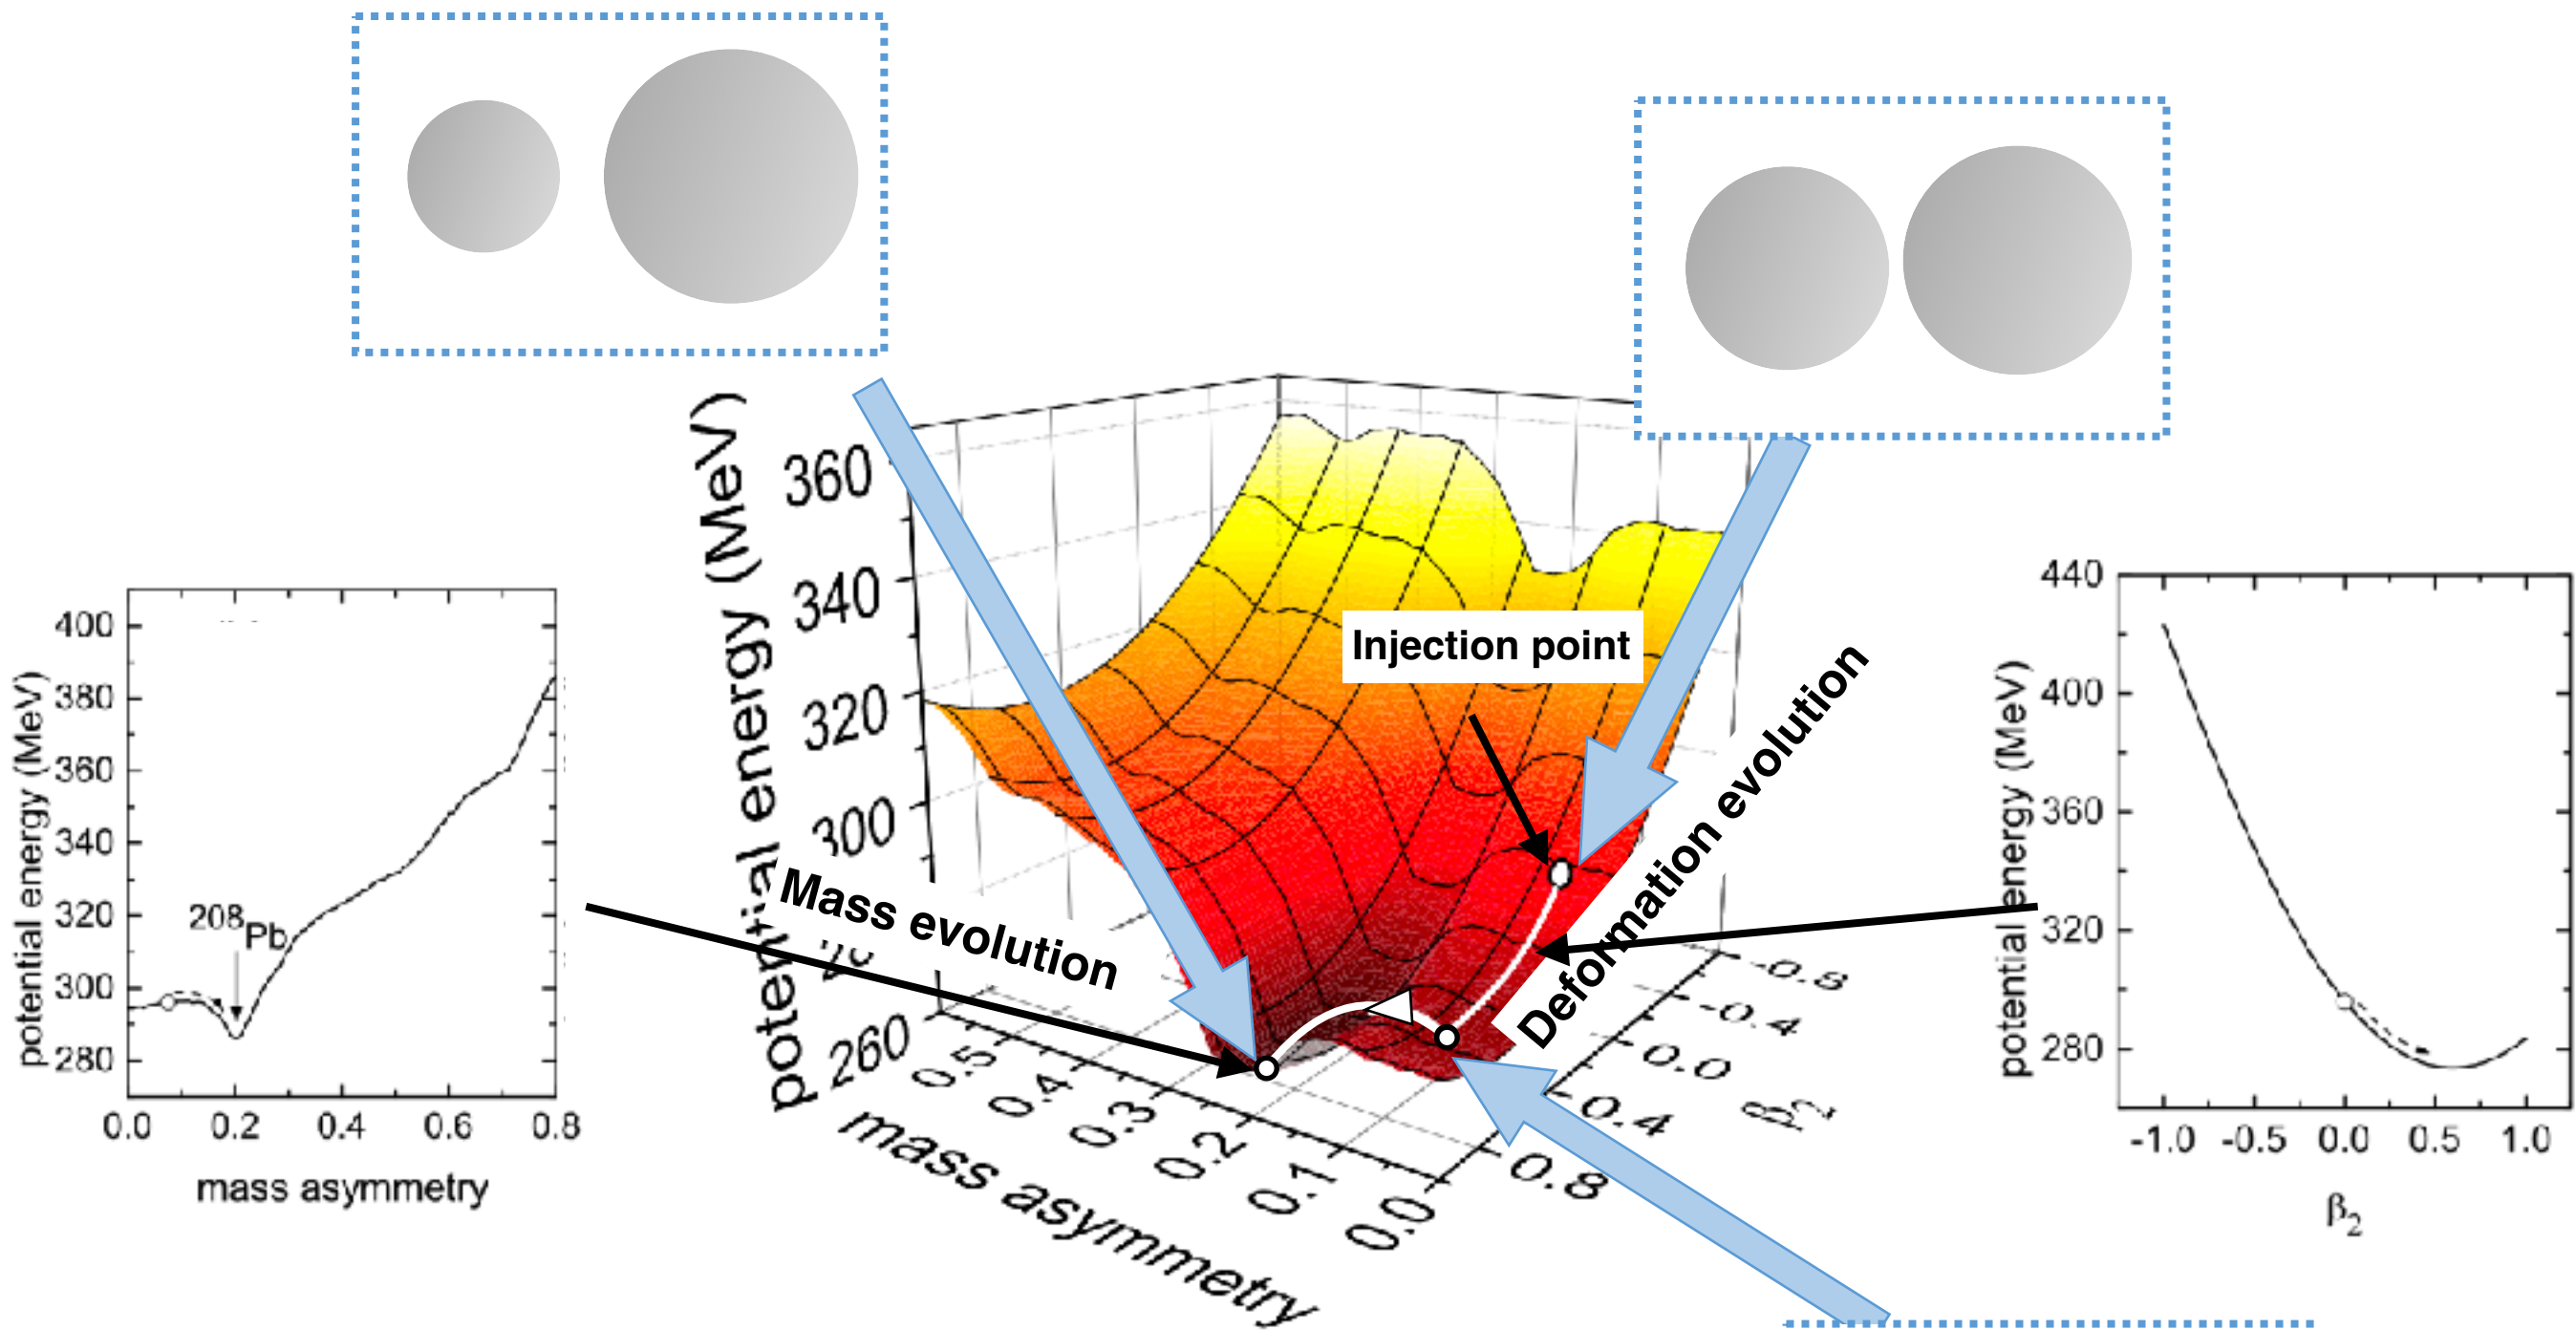 potential energy (MeV)
400
380
360
340
320
300
280
208Pb
0.0 0.2 0.4 0.6 0.8
mass asymmetry
potential energy (MeV)
360
340
320
300
260
Injection point
Mass evolution
Deformation evolution
0.5
0.4
0.3
0.2
0.1
0.0
mass asymmetry
-0.8
-0.4
0.0
0.4
0.8
β2
potential energy (MeV)
440
400
360
320
280
-1.0 -0.5 0.0 0.5 1.0
β2